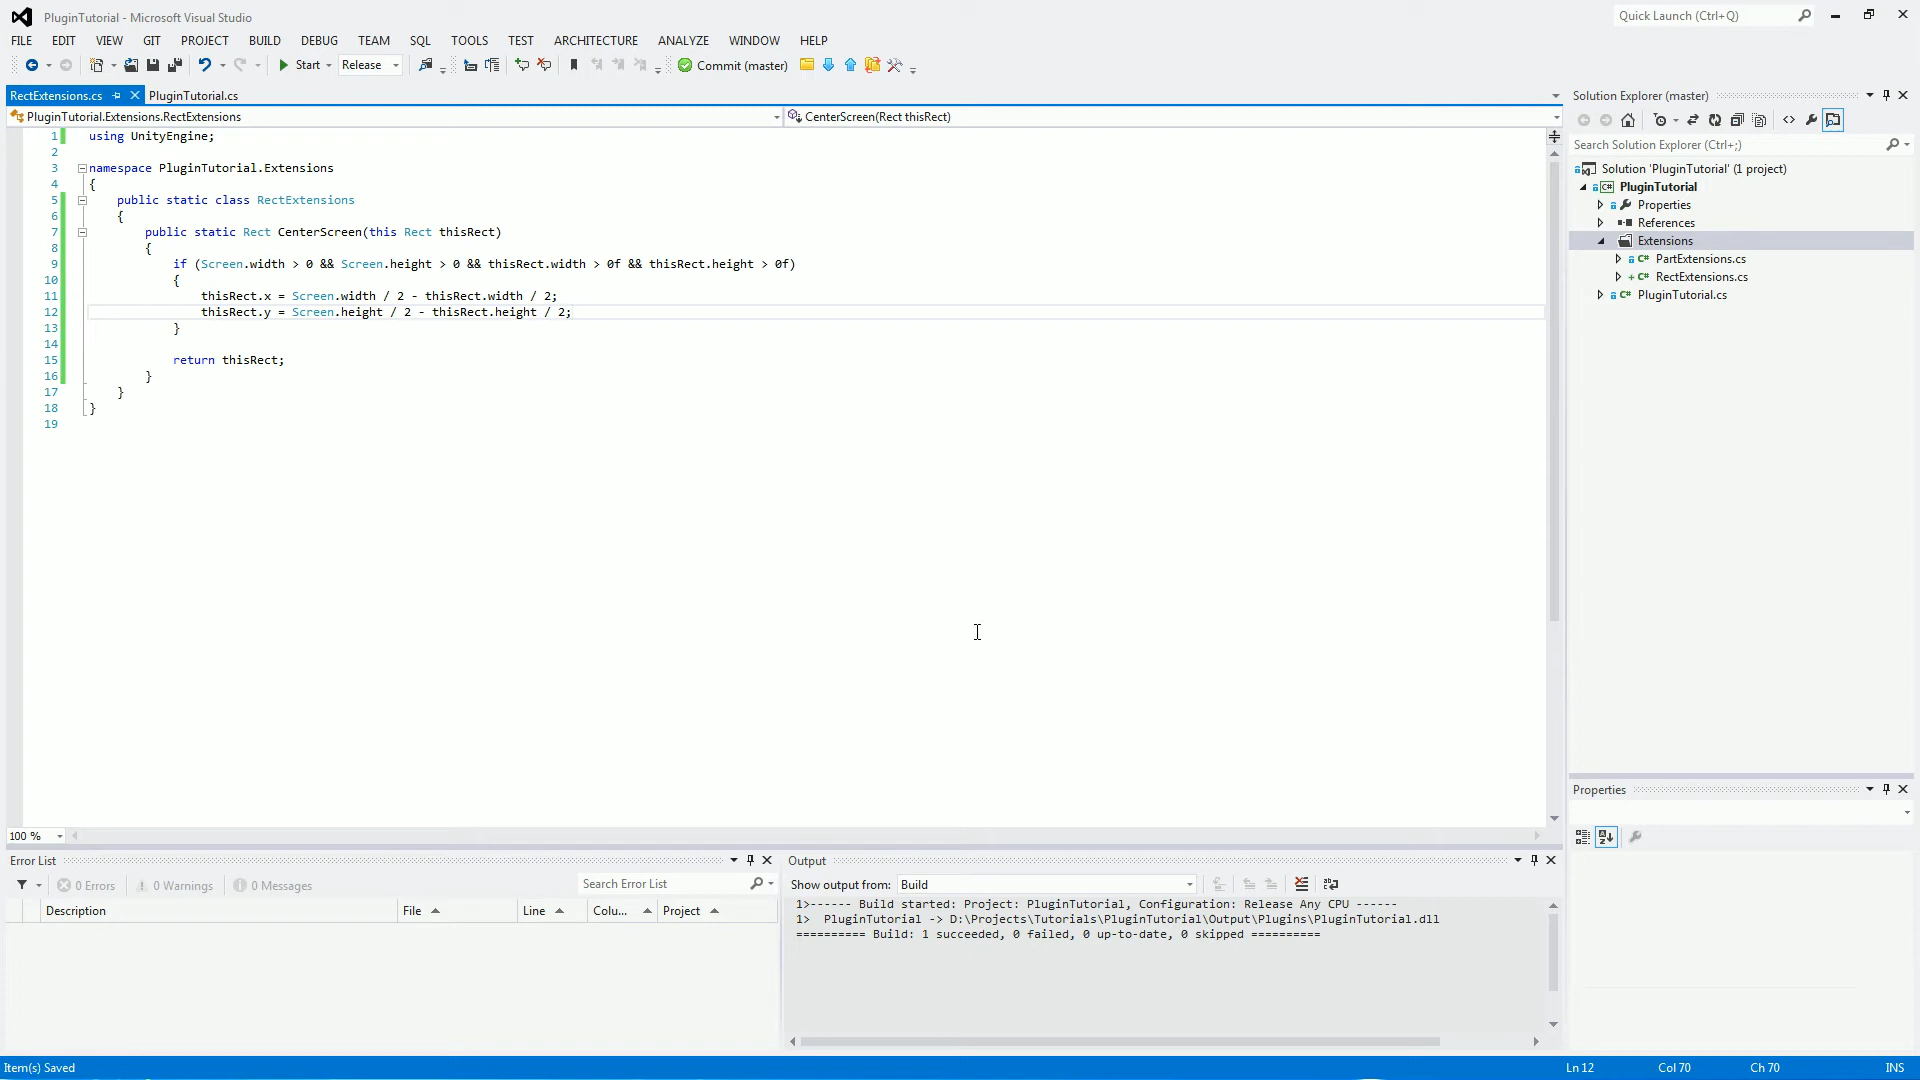 PluginTutorial - Microsoft Visual Studio
Quick Launch (Ctrl+Q)
FILE EDIT VIEW GIT PROJECT BUILD DEBUG TEAM SQL TOOLS TEST ARCHITECTURE ANALYZE WINDOW HELP
Start Release Commit (master)
RectExtensions.cs PluginTutorial.cs
PluginTutorial.Extensions.RectExtensions
CenterScreen(Rect thisRect)
1 using UnityEngine;
2
3 namespace PluginTutorial.Extensions
4 {
5 public static class RectExtensions
6 {
7 public static Rect CenterScreen(this Rect thisRect)
8 {
9 if (Screen.width > 0 && Screen.height > 0 && thisRect.width > 0f && thisRect.height > 0f)
10 {
11 thisRect.x = Screen.width / 2 - thisRect.width / 2;
12 thisRect.y = Screen.height / 2 - thisRect.height / 2;
13 }
14
15 return thisRect;
16 }
17 }
18 }
19
100 %
Solution Explorer (master)
Search Solution Explorer (Ctrl+;)
Solution 'PluginTutorial' (1 project)
PluginTutorial
Properties
References
Extensions
PartExtensions.cs
RectExtensions.cs
PluginTutorial.cs
Properties
Error List
0 Errors 0 Warnings 0 Messages
Search Error List
Description File Line Colu... Project
Output
Show output from: Build
1>------ Build started: Project: PluginTutorial, Configuration: Release Any CPU ------
1>  PluginTutorial -> D:\Projects\Tutorials\PluginTutorial\Output\Plugins\PluginTutorial.dll
========== Build: 1 succeeded, 0 failed, 0 up-to-date, 0 skipped ==========
Item(s) Saved
Ln 12 Col 70 Ch 70 INS